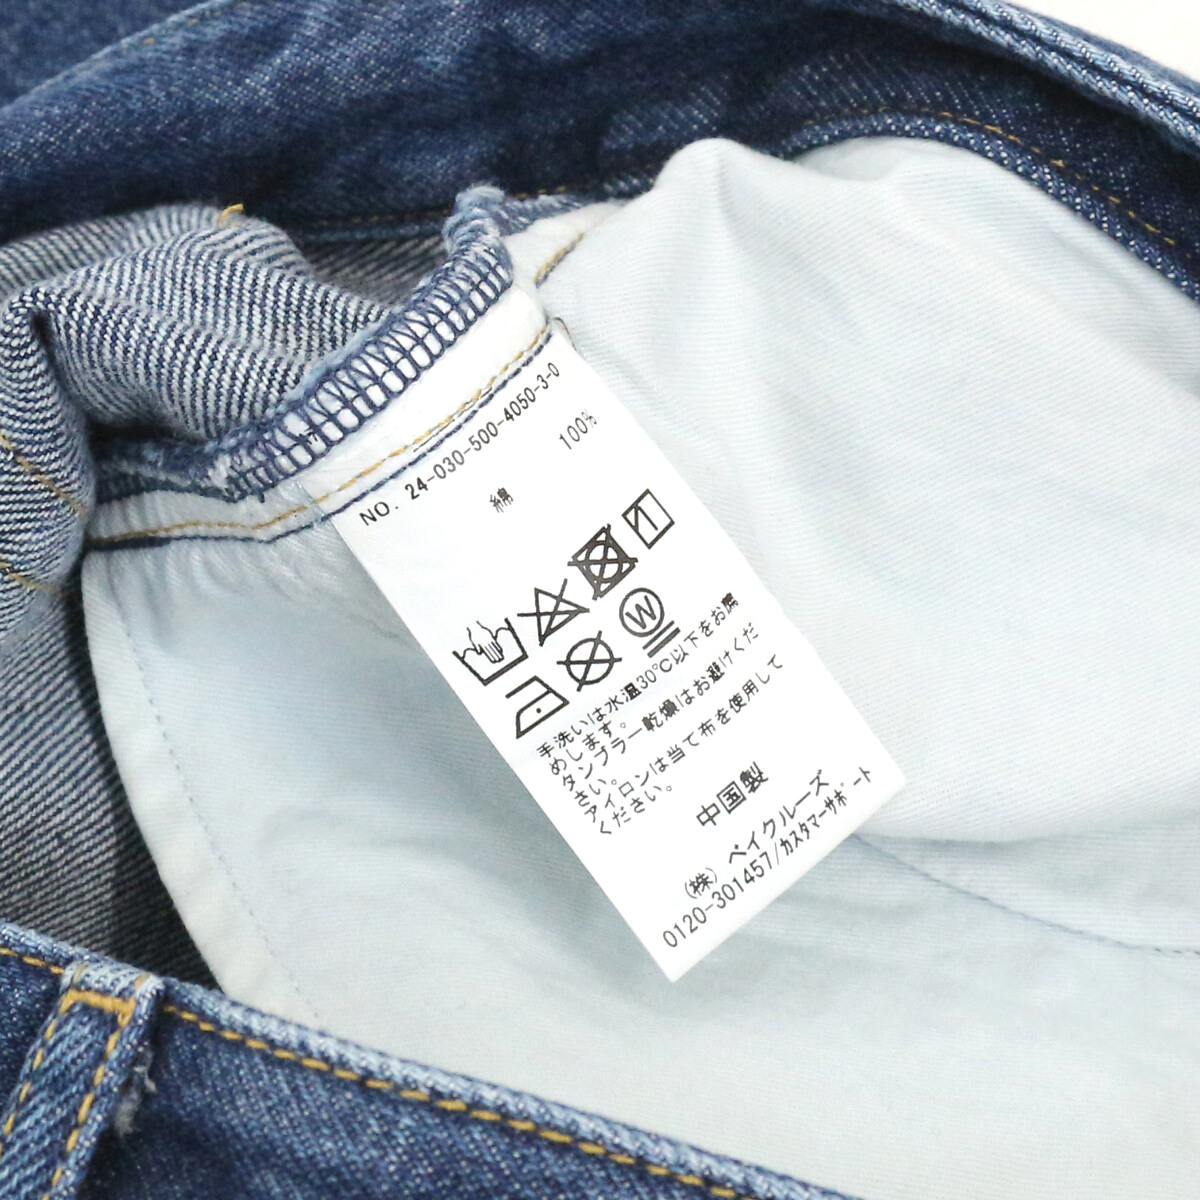 NO. 24-030-500-4050-3-0
綿 100%
W
手洗いは水温30℃以下をお薦
めします。
タンブラー乾燥はお避けくだ
さい。
アイロンは当て布を使用して
ください。
中国製
(株) ベイクルーズ
0120-301457/カスタマーサポート